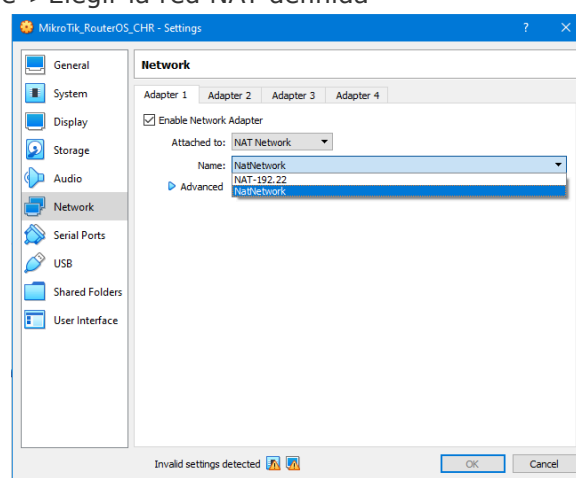 e > Elegir la red NAT definida
MikroTik_RouterOS_CHR - Settings
General
System
Display
Storage
Audio
Network
Serial Ports
USB
Shared Folders
User Interface
Network
Adapter 1 Adapter 2 Adapter 3 Adapter 4
Enable Network Adapter
Attached to: NAT Network
Name: NatNetwork
NAT-192.22
NatNetwork
Advanced
Invalid settings detected
OK Cancel